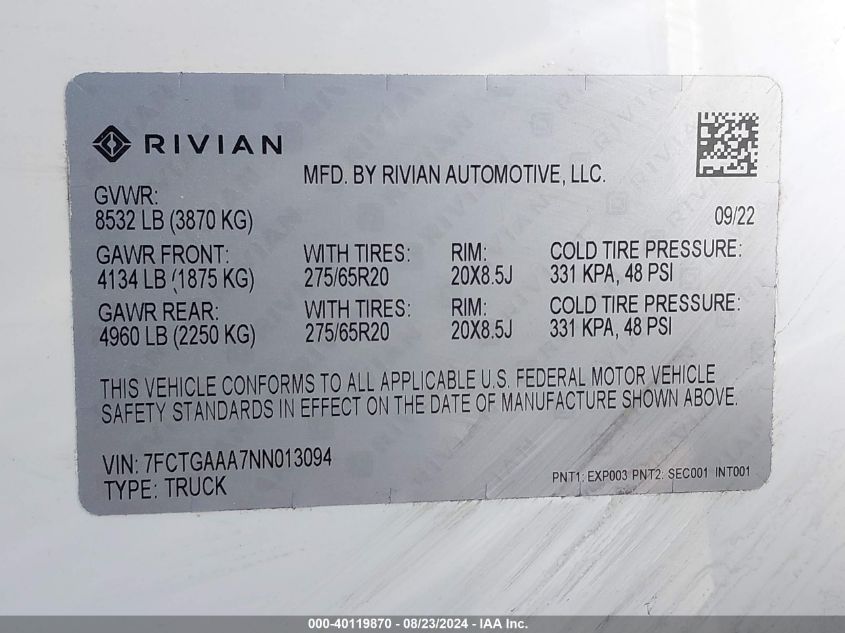 RIVIAN
MFD. BY RIVIAN AUTOMOTIVE, LLC.
GVWR:
8532 LB (3870 KG)
09/22
GAWR FRONT: WITH TIRES: RIM: COLD TIRE PRESSURE:
4134 LB (1875 KG) 275/65R20 20X8.5J 331 KPA, 48 PSI
GAWR REAR: WITH TIRES: RIM: COLD TIRE PRESSURE:
4960 LB (2250 KG) 275/65R20 20X8.5J 331 KPA, 48 PSI
THIS VEHICLE CONFORMS TO ALL APPLICABLE U.S. FEDERAL MOTOR VEHICLE
SAFETY STANDARDS IN EFFECT ON THE DATE OF MANUFACTURE SHOWN ABOVE.
VIN: 7FCTGAAA7NN013094
TYPE: TRUCK
PNT1: EXP003 PNT2: SEC001 INT001
000-40119870 - 08/23/2024 - IAA Inc.